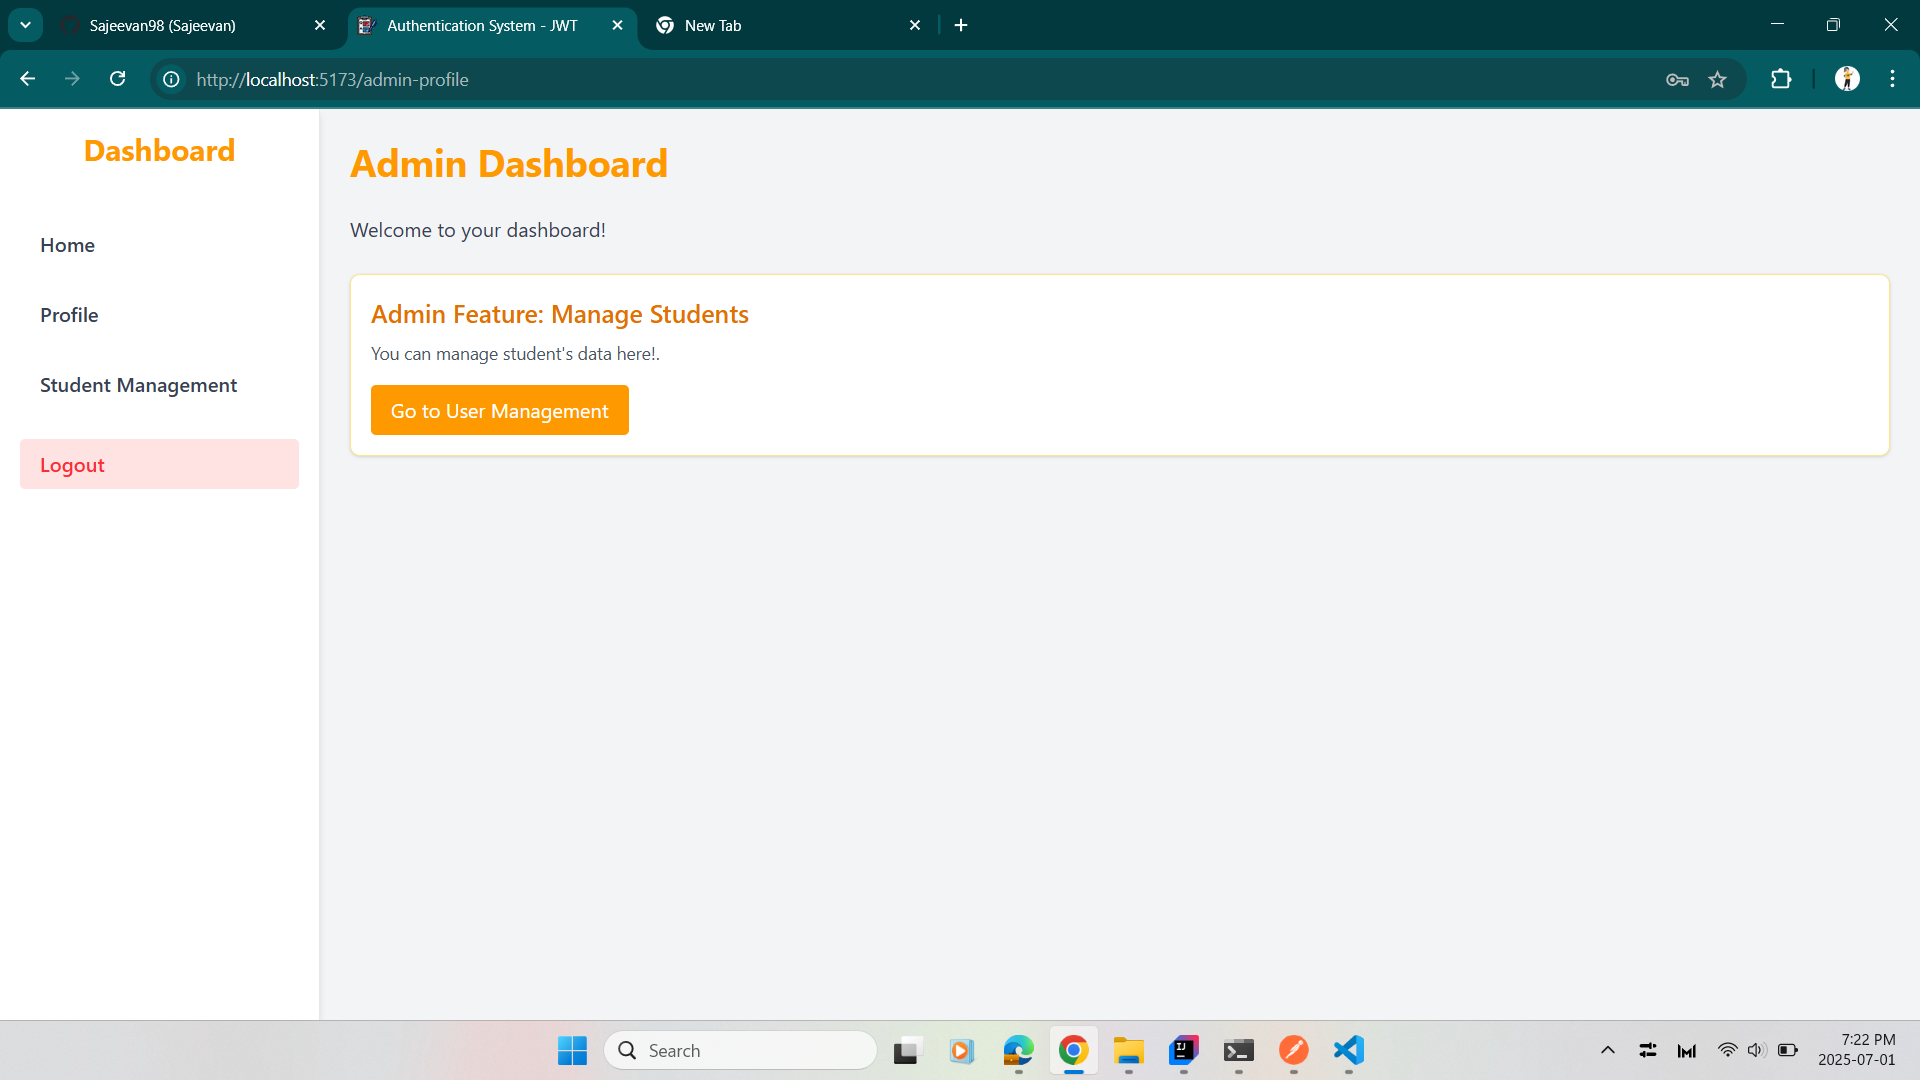 Sajeevan98 (Sajeevan)
Authentication System - JWT
New Tab
http://localhost:5173/admin-profile
Dashboard
Home
Profile
Student Management
Logout
Admin Dashboard
Welcome to your dashboard!
Admin Feature: Manage Students
You can manage student's data here!.
Go to User Management
Search
7:22 PM
2025-07-01